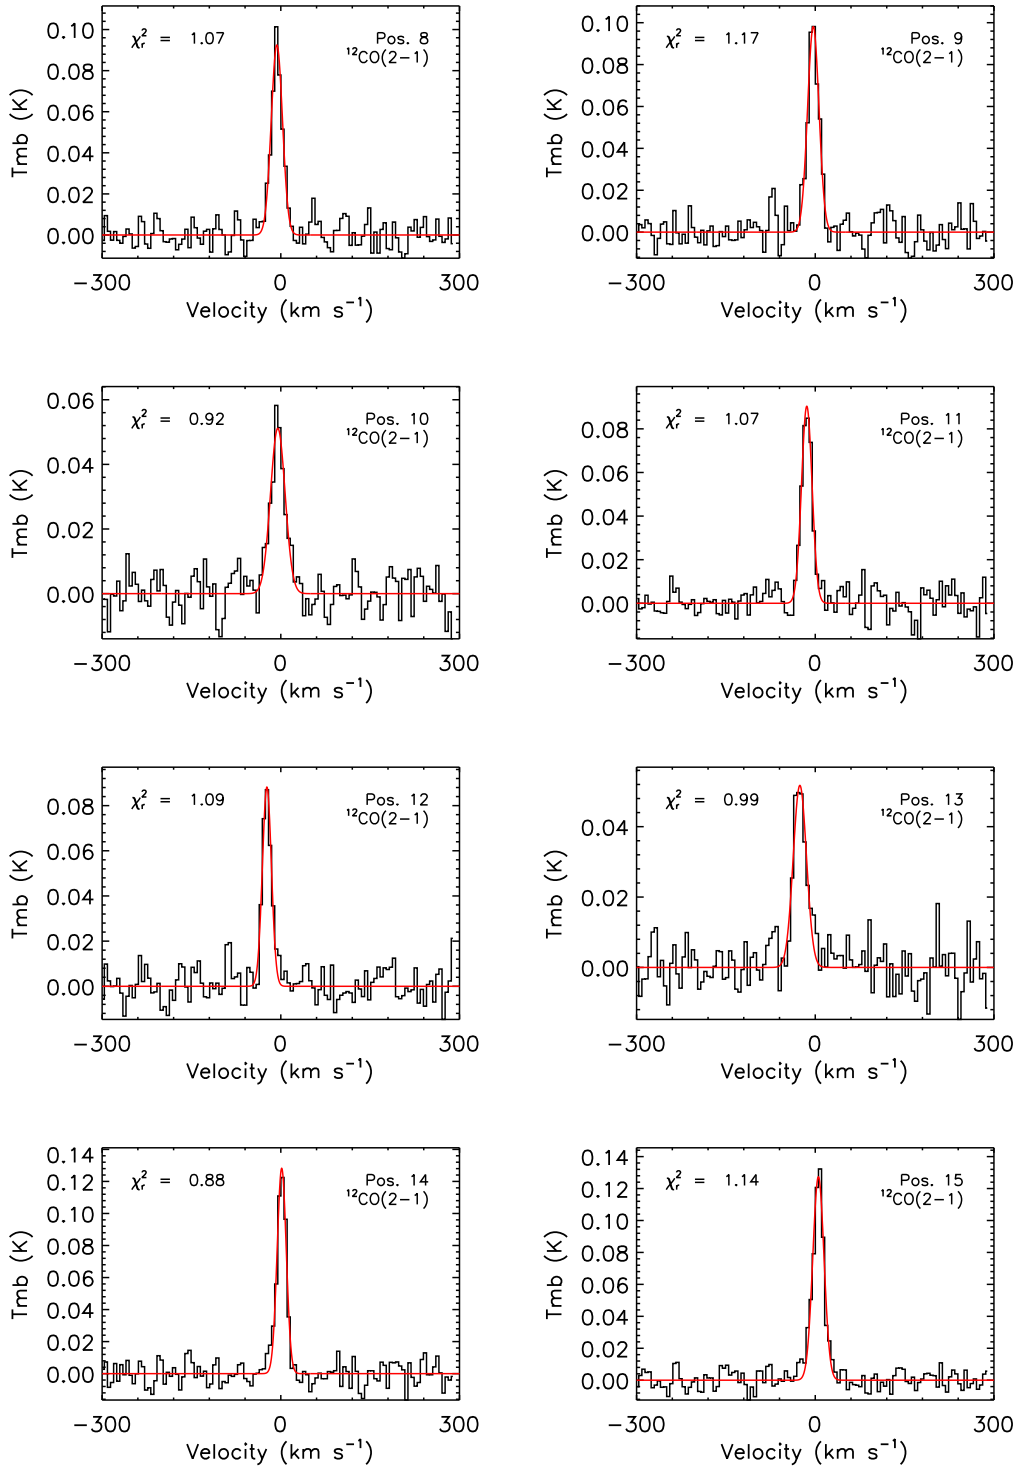 χr² = 1.07
Pos. 8
¹²CO(2−1)
Tmb (K)
0.10
0.08
0.06
0.04
0.02
0.00
−300
0
300
Velocity (km s⁻¹)
χr² = 1.17
Pos. 9
¹²CO(2−1)
Tmb (K)
0.10
0.08
0.06
0.04
0.02
0.00
−300
0
300
Velocity (km s⁻¹)
χr² = 0.92
Pos. 10
¹²CO(2−1)
Tmb (K)
0.06
0.04
0.02
0.00
−300
0
300
Velocity (km s⁻¹)
χr² = 1.07
Pos. 11
¹²CO(2−1)
Tmb (K)
0.08
0.06
0.04
0.02
0.00
−300
0
300
Velocity (km s⁻¹)
χr² = 1.09
Pos. 12
¹²CO(2−1)
Tmb (K)
0.08
0.06
0.04
0.02
0.00
−300
0
300
Velocity (km s⁻¹)
χr² = 0.99
Pos. 13
¹²CO(2−1)
Tmb (K)
0.04
0.02
0.00
−300
0
300
Velocity (km s⁻¹)
χr² = 0.88
Pos. 14
¹²CO(2−1)
Tmb (K)
0.14
0.12
0.10
0.08
0.06
0.04
0.02
0.00
−300
0
300
Velocity (km s⁻¹)
χr² = 1.14
Pos. 15
¹²CO(2−1)
Tmb (K)
0.14
0.12
0.10
0.08
0.06
0.04
0.02
0.00
−300
0
300
Velocity (km s⁻¹)